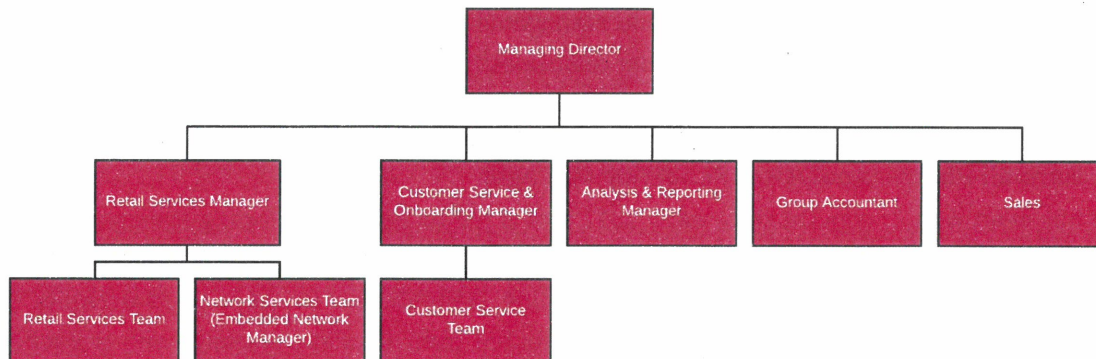 Managing Director
Retail Services Manager
Customer Service &
Onboarding Manager
Analysis & Reporting
Manager
Group Accountant
Sales
Retail Services Team
Network Services Team
(Embedded Network
Manager)
Customer Service
Team